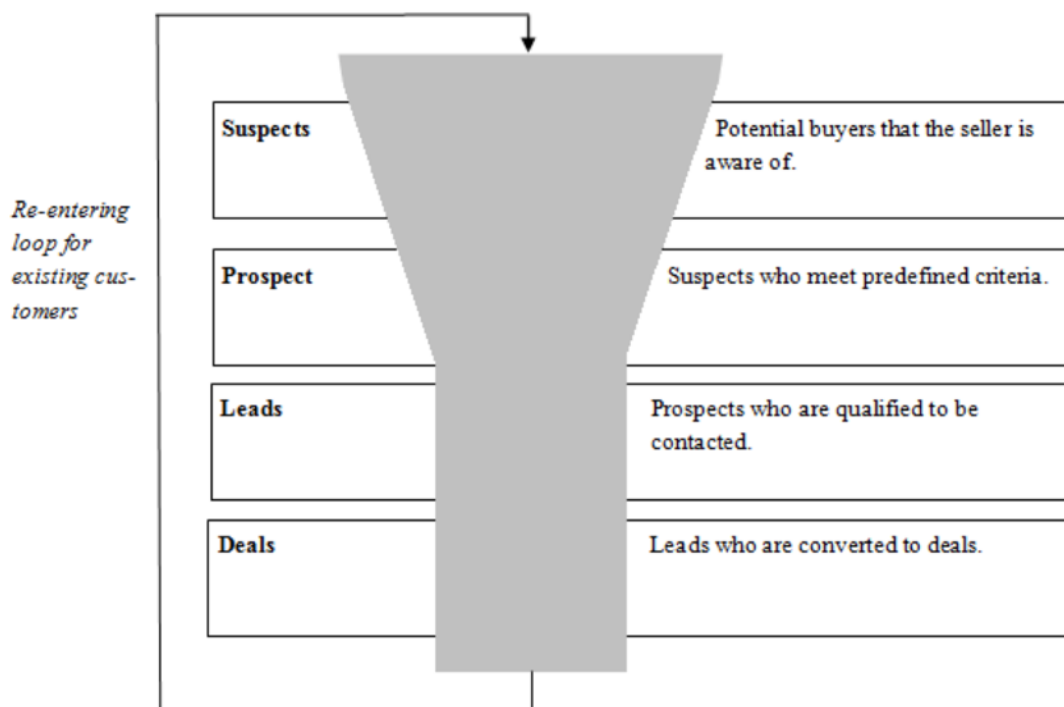 Suspects
Potential buyers that the seller is
aware of.
Re-entering
loop for
existing cus-
tomers
Prospect
Suspects who meet predefined criteria.
Leads
Prospects who are qualified to be
contacted.
Deals
Leads who are converted to deals.